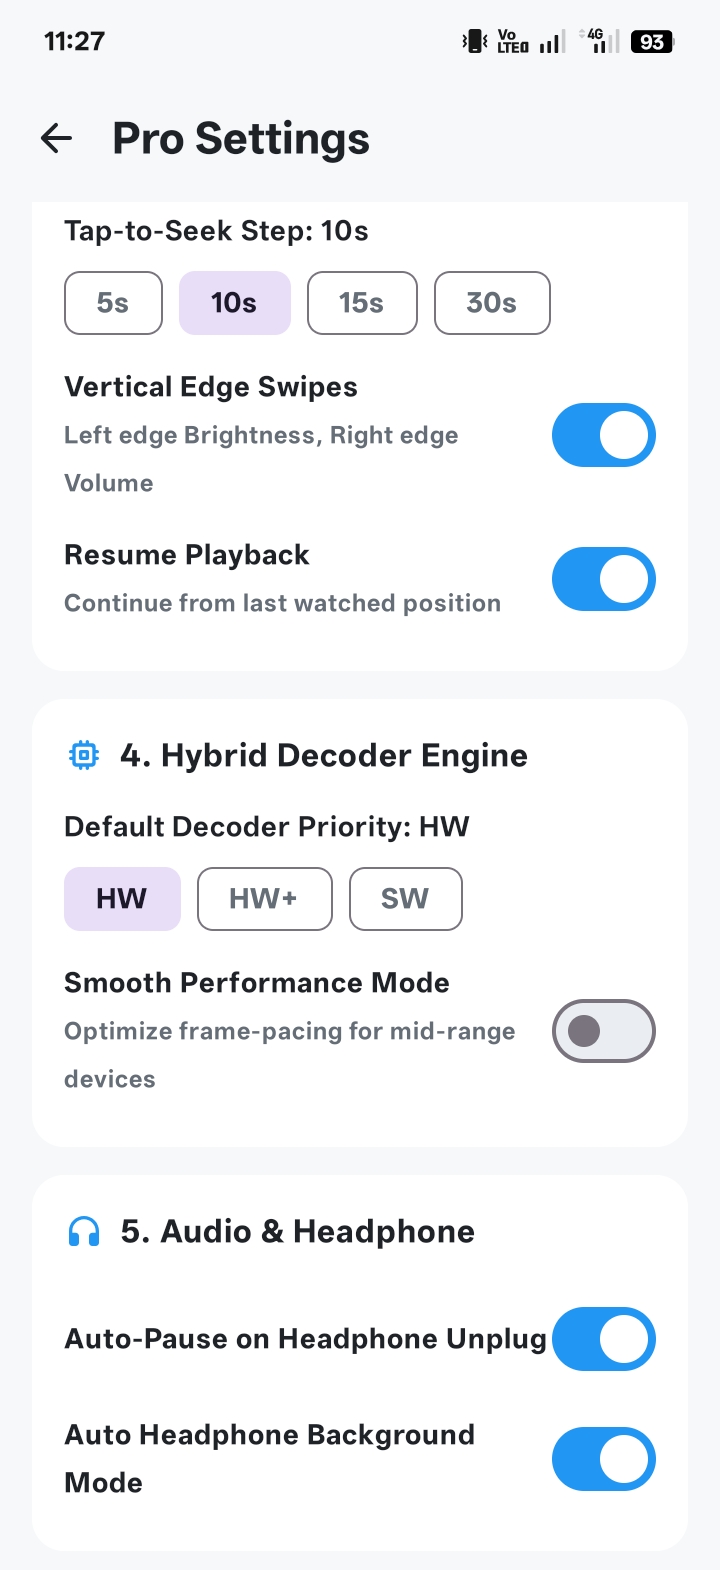 11:27
Vo
LTE
4G
93
Pro Settings
Tap-to-Seek Step: 10s
5s 10s 15s 30s
Vertical Edge Swipes
Left edge Brightness, Right edge
Volume
Resume Playback
Continue from last watched position
4. Hybrid Decoder Engine
Default Decoder Priority: HW
HW HW+ SW
Smooth Performance Mode
Optimize frame-pacing for mid-range
devices
5. Audio & Headphone
Auto-Pause on Headphone Unplug
Auto Headphone Background
Mode